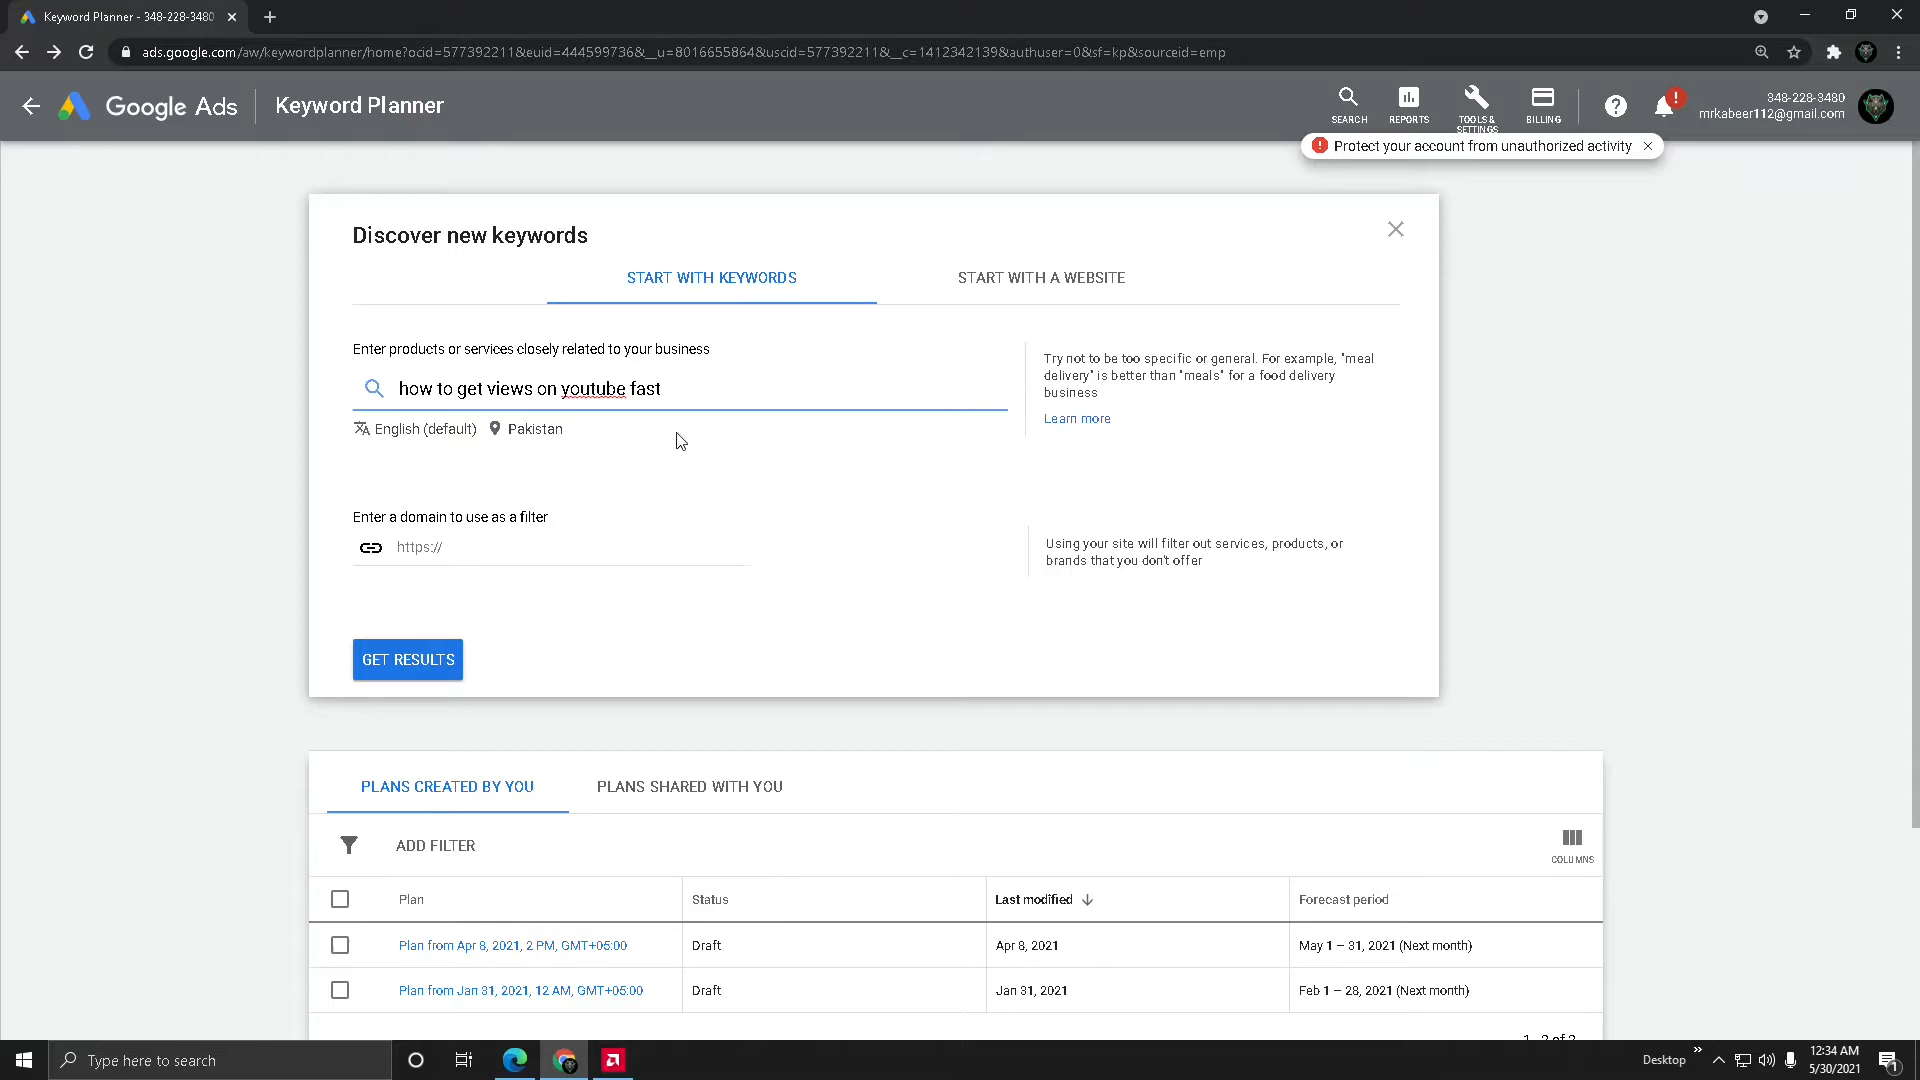 Keyword Planner - 348-228-3480
ads.google.com/aw/keywordplanner/home?ocid=577392211&euid=444599736&__u=8016655864&uscid=577392211&__c=1412342139&authuser=0&sf=kp&sourceid=emp
Google Ads
Keyword Planner
SEARCH
REPORTS
TOOLS &
SETTINGS
BILLING
348-228-3480
mrkabeer112@gmail.com
Protect your account from unauthorized activity
Discover new keywords
START WITH KEYWORDS
START WITH A WEBSITE
Enter products or services closely related to your business
how to get views on youtube fast
English (default)
Pakistan
Try not to be too specific or general. For example, "meal
delivery" is better than "meals" for a food delivery
business
Learn more
Enter a domain to use as a filter
https://
Using your site will filter out services, products, or
brands that you don't offer
GET RESULTS
PLANS CREATED BY YOU
PLANS SHARED WITH YOU
ADD FILTER
COLUMNS
Plan
Status
Last modified
Forecast period
Plan from Apr 8, 2021, 2 PM, GMT+05:00
Draft
Apr 8, 2021
May 1 – 31, 2021 (Next month)
Plan from Jan 31, 2021, 12 AM, GMT+05:00
Draft
Jan 31, 2021
Feb 1 – 28, 2021 (Next month)
Type here to search
Desktop
12:34 AM
5/30/2021
1